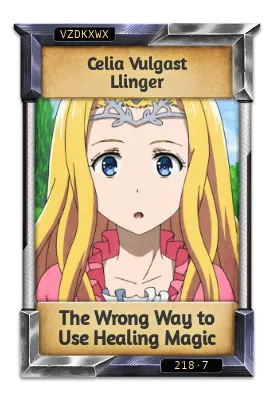 VZDKXWX
Celia Vulgast
Llinger
The Wrong Way to
Use Healing Magic
218·7